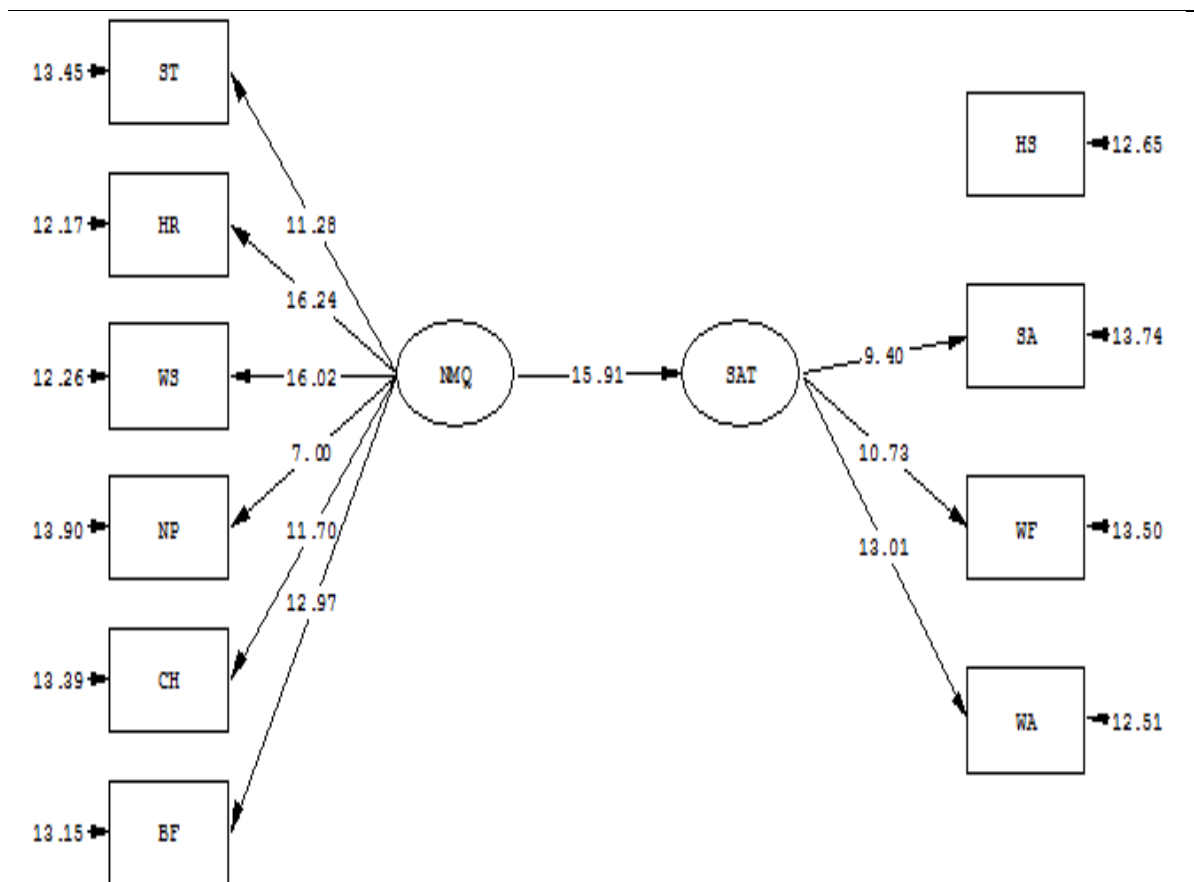 13.45 ST
HS 12.65
12.17 HR
11.28
16.24
SA 13.74
9.40
12.26 WS
16.02
NMQ
15.91
SAT
7.00
10.73
13.90 NP
11.70
WF 13.50
13.01
12.97
13.39 CH
WA 12.51
13.15 BF